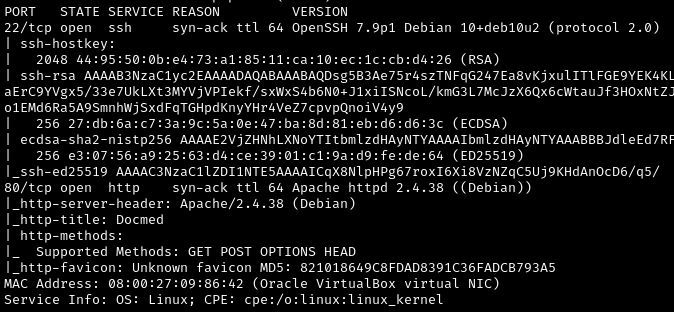 PORT   STATE SERVICE REASON         VERSION
22/tcp open  ssh     syn-ack ttl 64 OpenSSH 7.9p1 Debian 10+deb10u2 (protocol 2.0)
| ssh-hostkey:
|   2048 44:95:50:0b:e4:73:a1:85:11:ca:10:ec:1c:cb:d4:26 (RSA)
| ssh-rsa AAAAB3NzaC1yc2EAAAADAQABAAABAQDsg5B3Ae75r4szTNFqG247Ea8vKjxulITlFGE9YEK4KL
aErC9YVgx5/33e7UkLXt3MYVjVPIekf/sxWxS4b6N0+J1xiISNcoL/kmG3L7McJzX6Qx6cWtauJf3HOxNtZJ
o1EMd6Ra5A9SmnhWjSxdFqTGHpdKnyYHr4VeZ7cpvpQnoiV4y9
|   256 27:db:6a:c7:3a:9c:5a:0e:47:ba:8d:81:eb:d6:d6:3c (ECDSA)
| ecdsa-sha2-nistp256 AAAAE2VjZHNhLXNoYTItbmlzdHAyNTYAAAAIbmlzdHAyNTYAAABBBJdleEd7RF
|   256 e3:07:56:a9:25:63:d4:ce:39:01:c1:9a:d9:fe:de:64 (ED25519)
|_ssh-ed25519 AAAAC3NzaC1lZDI1NTE5AAAAICqX8NlpHPg67roxI6Xi8VzNZqC5Uj9KHdAnOcD6/q5/
80/tcp open  http    syn-ack ttl 64 Apache httpd 2.4.38 ((Debian))
|_http-server-header: Apache/2.4.38 (Debian)
|_http-title: Docmed
| http-methods:
|_  Supported Methods: GET POST OPTIONS HEAD
|_http-favicon: Unknown favicon MD5: 821018649C8FDAD8391C36FADCB793A5
MAC Address: 08:00:27:09:86:42 (Oracle VirtualBox virtual NIC)
Service Info: OS: Linux; CPE: cpe:/o:linux:linux_kernel